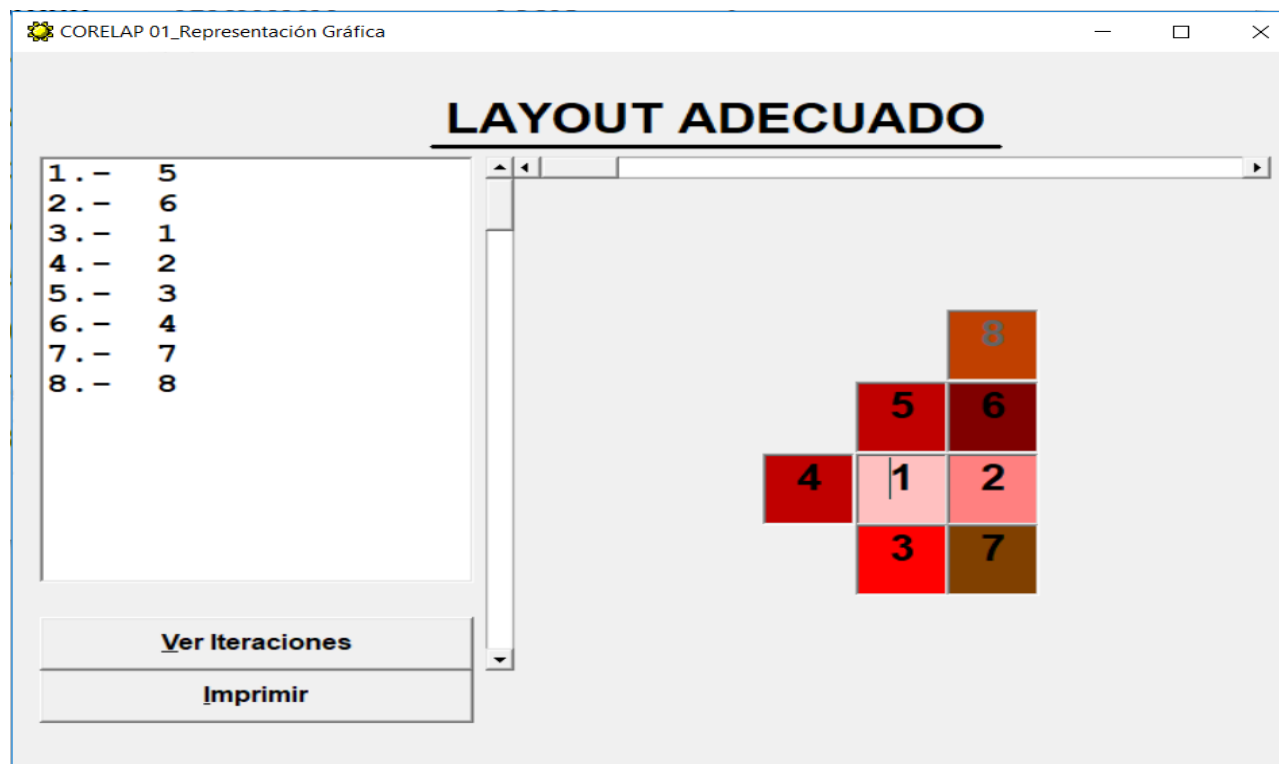 CORELAP 01_Representación Gráfica
LAYOUT ADECUADO
1.- 5
2.- 6
3.- 1
4.- 2
5.- 3
6.- 4
7.- 7
8.- 8
8
5 6
4 1 2
3 7
Ver Iteraciones
Imprimir